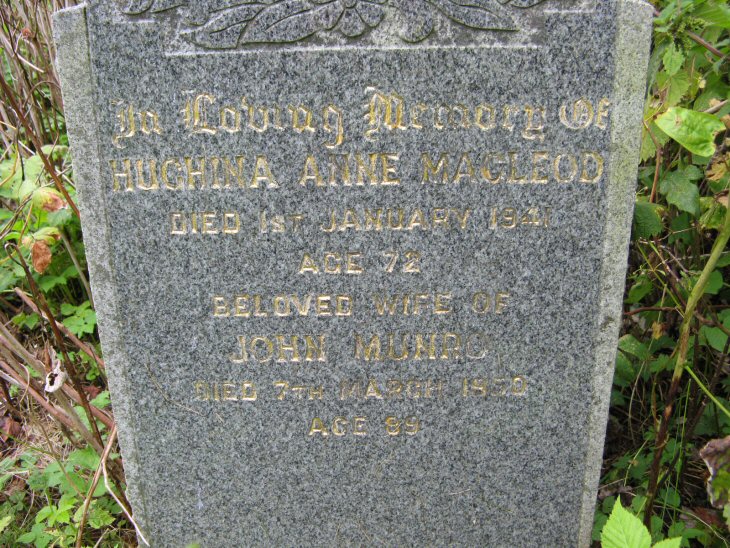 In Loving Memory Of
HUGHINA ANNE MACLEOD
DIED 1ST JANUARY 1941
AGE 72
BELOVED WIFE OF
JOHN MUNRO
DIED 7TH MARCH 1950
AGE 89